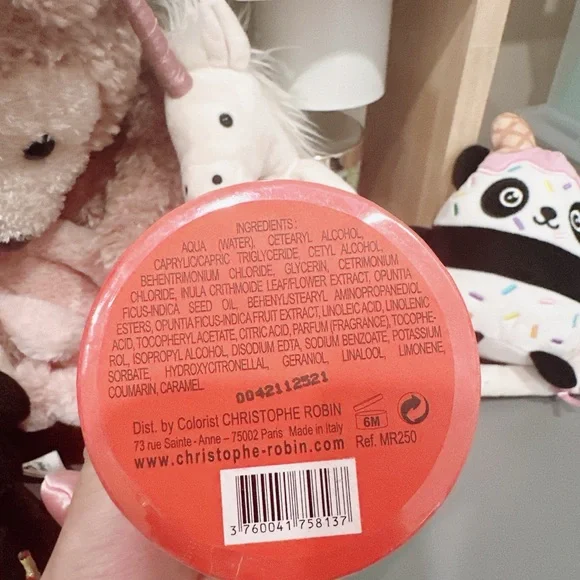 INGREDIENTS:
AQUA (WATER), CETEARYL ALCOHOL,
CAPRYLIC/CAPRIC TRIGLYCERIDE, CETYL ALCOHOL,
BEHENTRIMONIUM CHLORIDE, GLYCERIN, CETRIMONIUM
CHLORIDE, INULA CRITHMOIDE LEAF/FLOWER EXTRACT, OPUNTIA
FICUS-INDICA SEED OIL, BEHENYL/STEARYL AMINOPROPANEDIOL
ESTERS, OPUNTIA FICUS-INDICA FRUIT EXTRACT, LINOLEIC ACID, LINOLENIC
ACID, TOCOPHERYL ACETATE, CITRIC ACID, PARFUM (FRAGRANCE), TOCOPHE-
ROL, ISOPROPYL ALCOHOL, DISODIUM EDTA, SODIUM BENZOATE, POTASSIUM
SORBATE, HYDROXYCITRONELLAL, GERANIOL, LINALOOL, LIMONENE,
COUMARIN, CARAMEL
0042112521
Dist. by Colorist CHRISTOPHE ROBIN
73 rue Sainte-Anne – 75002 Paris Made in Italy
www.christophe-robin.com
6M
Ref. MR250
3 760041 758137